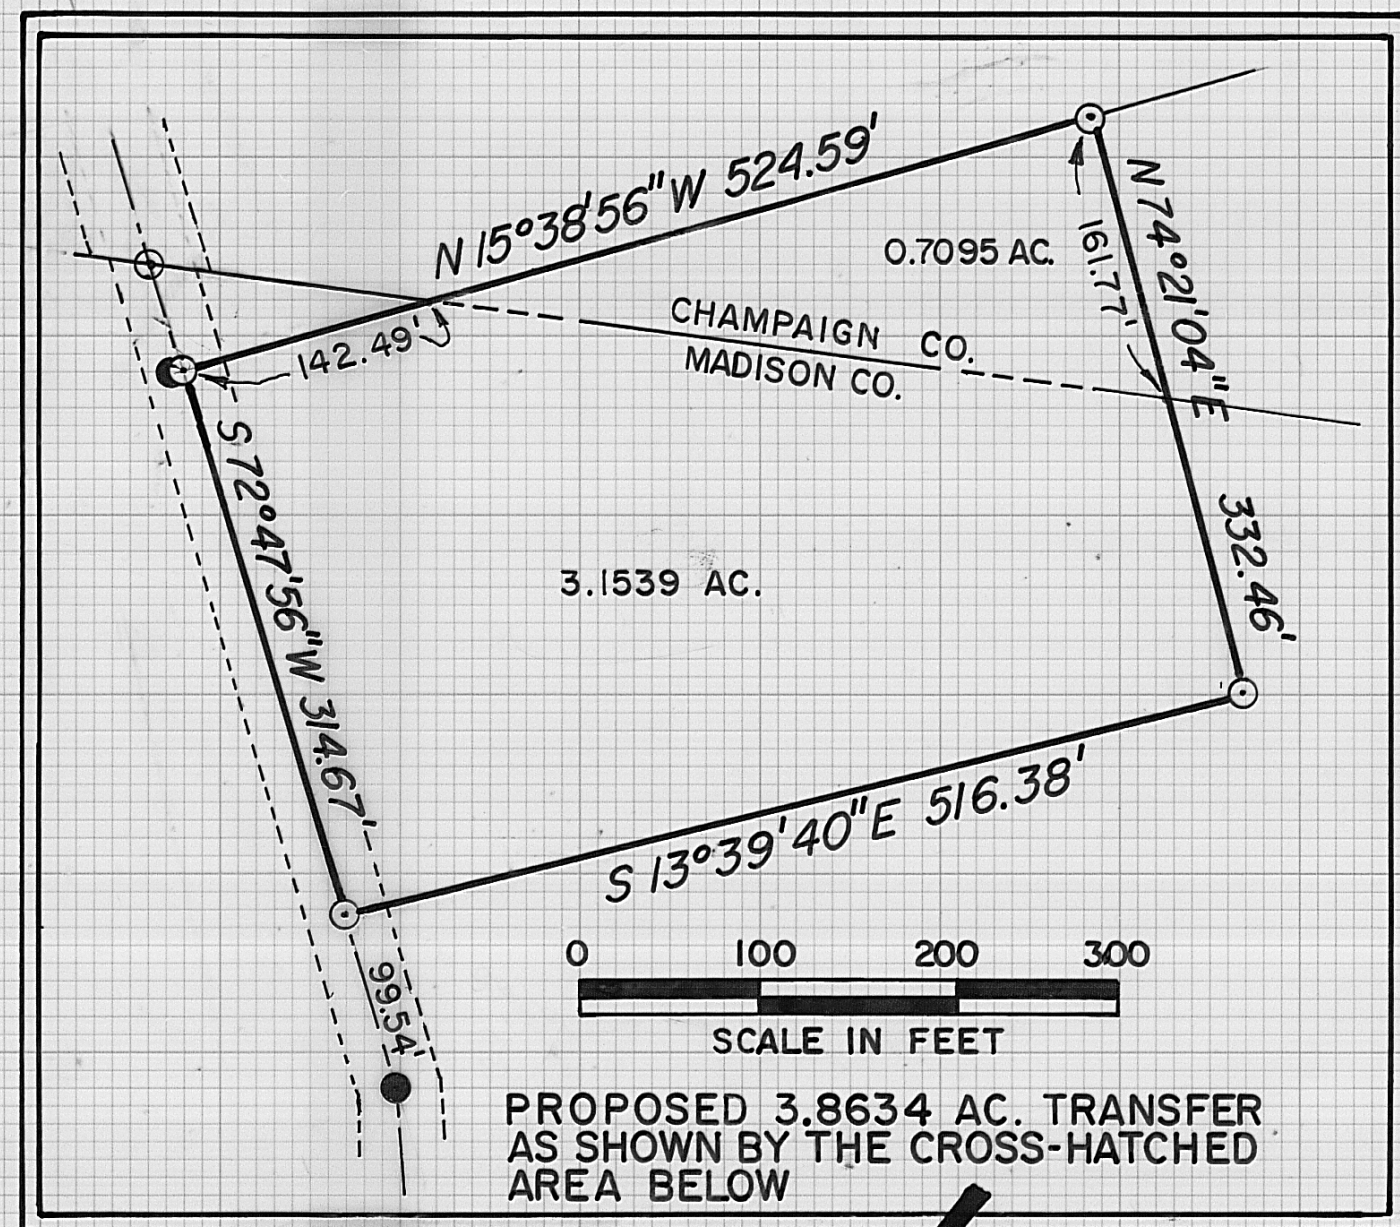 N 15°38'56"W 524.59'
N 74°21'04"E
161.77'
0.7095 AC.
CHAMPAIGN CO.
MADISON CO.
142.49'
S 72°47'56"W 314.67'
332.46'
3.1539 AC.
S 13°39'40"E 516.38'
99.54'
0 100 200 300
SCALE IN FEET
PROPOSED 3.8634 AC. TRANSFER
AS SHOWN BY THE CROSS-HATCHED
AREA BELOW